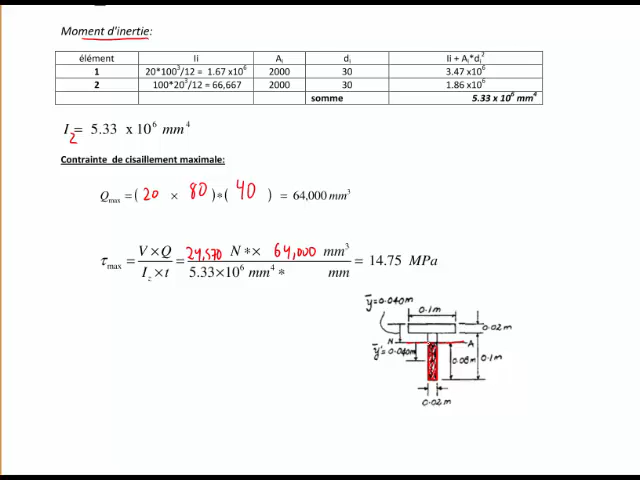 Moment d'inertie:
élément Ii Ai di Ii + Ai*di²
1 20*100³/12 = 1.67 x10⁶ 2000 30 3.47 x10⁶
2 100*20³/12 = 66,667 2000 30 1.86 x10⁶
somme 5.33 x 10⁶ mm⁴
I₂ = 5.33 x 10⁶ mm⁴
Contrainte de cisaillement maximale:
Qmax = ( 20 × 80 )*( 40 ) = 64,000 mm³
τmax = V × Q / Iz × t = 24,570 N *× 64,000 mm³ / 5.33×10⁶ mm⁴ * mm = 14.75 MPa
y̅=0.040m
0.1m
0.02m
N A
y̅'=0.040m 0.08m 0.1m
0.02m